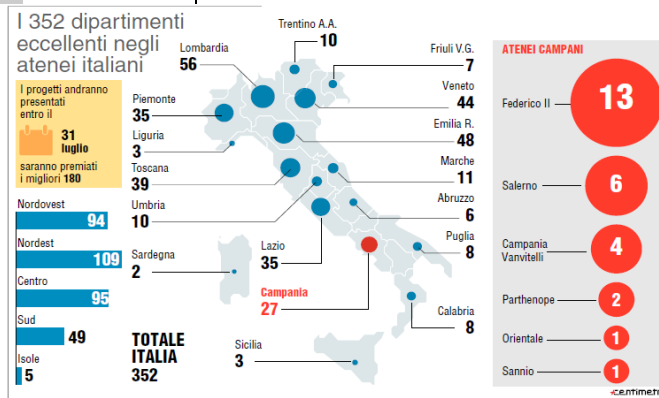 I 352 dipartimenti
eccellenti negli
atenei italiani
I progetti andranno
presentati
entro il
31
luglio
saranno premiati
i migliori 180
Nordovest
94
Nordest
109
Centro
95
Sud
49
Isole
5
Lombardia
56
Trentino A.A.
10
Friuli V.G.
7
Piemonte
35
Veneto
44
Liguria
3
Emilia R.
48
Toscana
39
Marche
11
Umbria
10
Abruzzo
6
Sardegna
2
Lazio
35
Puglia
8
Campania
27
Calabria
8
Sicilia
3
TOTALE
ITALIA
352
ATENEI CAMPANI
Federico II
13
Salerno
6
Campania
Vanvitelli
4
Parthenope
2
Orientale
1
Sannio
1
centimetri